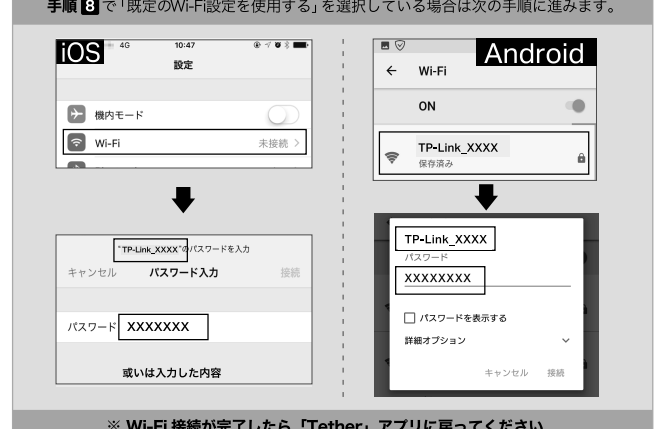 手順 8 で「既定のWi-Fi設定を使用する」を選択している場合は次の手順に進みます。
iOS
4G 10:47
設定
機内モード
Wi-Fi 未接続
"TP-Link_XXXX"のパスワードを入力
キャンセル パスワード入力 接続
パスワード XXXXXXX
或いは入力した内容
Android
Wi-Fi
ON
TP-Link_XXXX
保存済み
TP-Link_XXXX
パスワード
XXXXXXXX
パスワードを表示する
詳細オプション
キャンセル 接続
※ Wi-Fi 接続が完了したら「Tether」アプリに戻ってください